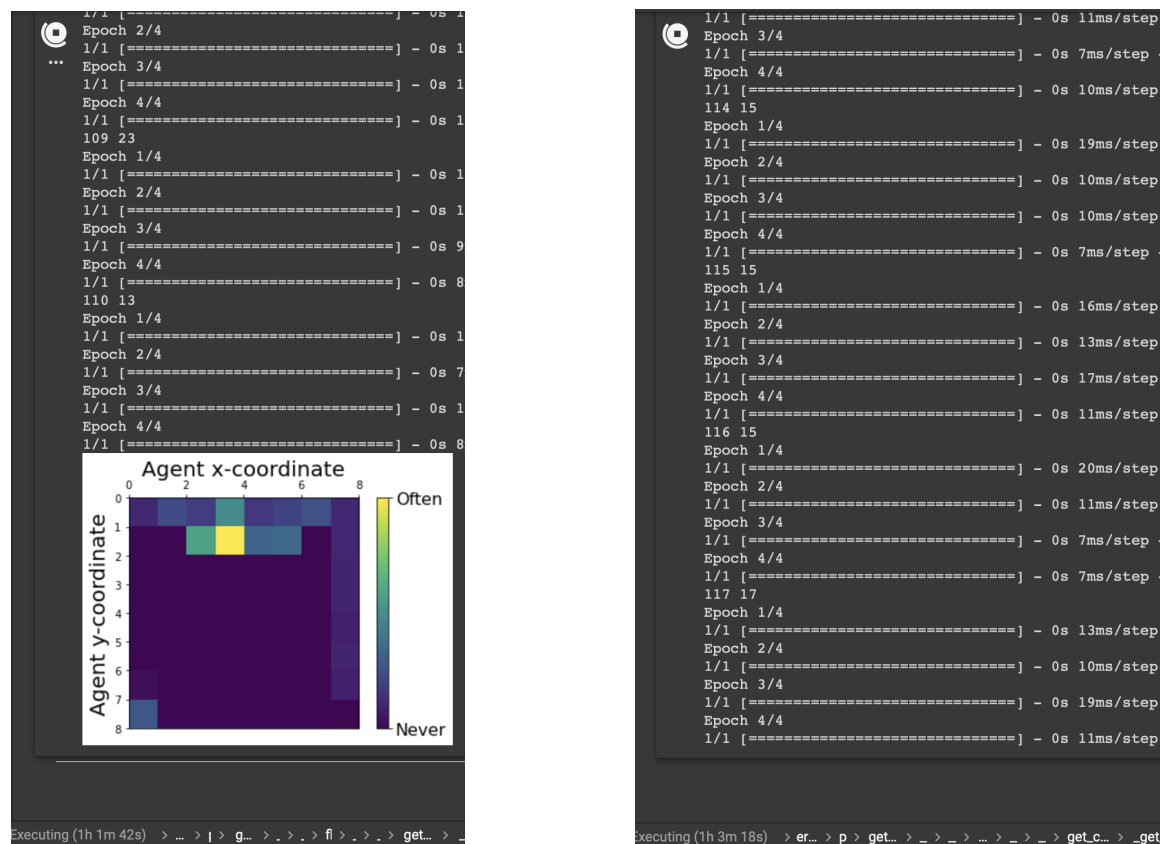 Epoch 2/4
1/1 [==============================] - 0s 1
Epoch 3/4
1/1 [==============================] - 0s 1
Epoch 4/4
1/1 [==============================] - 0s 1
109 23
Epoch 1/4
1/1 [==============================] - 0s 1
Epoch 2/4
1/1 [==============================] - 0s 1
Epoch 3/4
1/1 [==============================] - 0s 9
Epoch 4/4
1/1 [==============================] - 0s 8
110 13
Epoch 1/4
1/1 [==============================] - 0s 1
Epoch 2/4
1/1 [==============================] - 0s 7
Epoch 3/4
1/1 [==============================] - 0s 1
Epoch 4/4
1/1 [==============================] - 0s 8
Agent x-coordinate
0 2 4 6 8
Agent y-coordinate
0
1
2
3
4
5
6
7
8
Often
Never
Executing (1h 1m 42s) > ... > > g... > _ > _ > > _ > _ > get... > _
1/1 [==============================] - 0s 11ms/step
Epoch 3/4
1/1 [==============================] - 0s 7ms/step -
Epoch 4/4
1/1 [==============================] - 0s 10ms/step
114 15
Epoch 1/4
1/1 [==============================] - 0s 19ms/step
Epoch 2/4
1/1 [==============================] - 0s 10ms/step
Epoch 3/4
1/1 [==============================] - 0s 10ms/step
Epoch 4/4
1/1 [==============================] - 0s 7ms/step -
115 15
Epoch 1/4
1/1 [==============================] - 0s 16ms/step
Epoch 2/4
1/1 [==============================] - 0s 13ms/step
Epoch 3/4
1/1 [==============================] - 0s 17ms/step
Epoch 4/4
1/1 [==============================] - 0s 11ms/step
116 15
Epoch 1/4
1/1 [==============================] - 0s 20ms/step
Epoch 2/4
1/1 [==============================] - 0s 11ms/step
Epoch 3/4
1/1 [==============================] - 0s 7ms/step -
Epoch 4/4
1/1 [==============================] - 0s 7ms/step -
117 17
Epoch 1/4
1/1 [==============================] - 0s 13ms/step
Epoch 2/4
1/1 [==============================] - 0s 10ms/step
Epoch 3/4
1/1 [==============================] - 0s 19ms/step
Epoch 4/4
1/1 [==============================] - 0s 11ms/step
Executing (1h 3m 18s) > er... > p > get... > _ > _ > ... > _ > _ > get_c... > _get